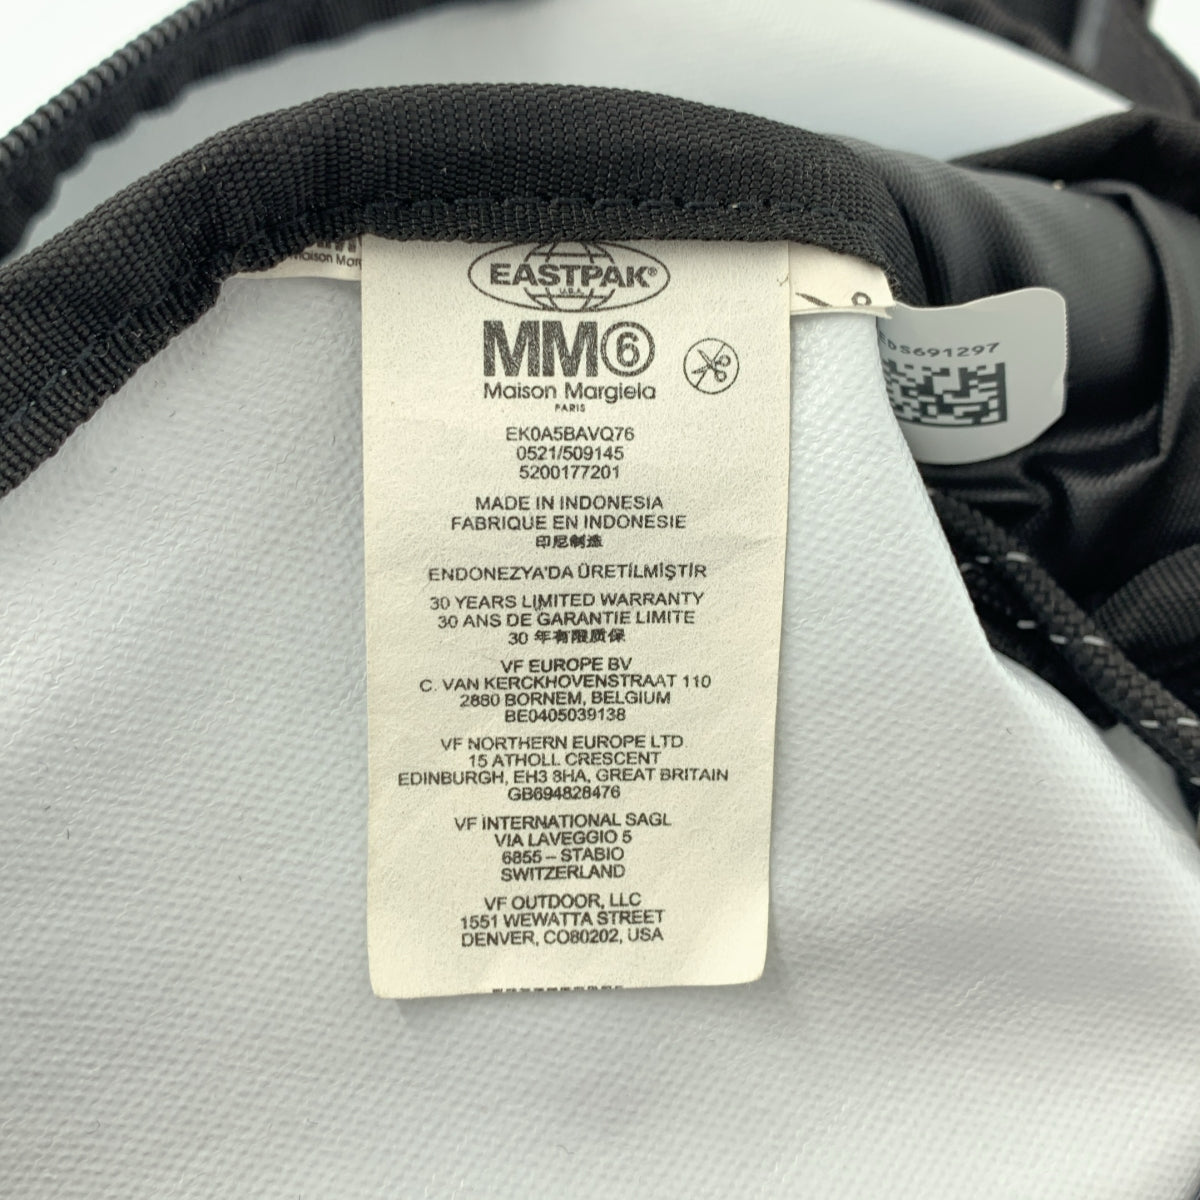 EASTPAK®
U.S.A.
MM⑥
Maison Margiela
PARIS
EK0A5BAVQ76
0521/509145
5200177201
MADE IN INDONESIA
FABRIQUE EN INDONESIE
印尼制造
ENDONEZYA'DA ÜRETİLMİŞTİR
30 YEARS LIMITED WARRANTY
30 ANS DE GARANTIE LIMITE
30 年有限质保
VF EUROPE BV
C. VAN KERCKHOVENSTRAAT 110
2880 BORNEM, BELGIUM
BE0405039138
VF NORTHERN EUROPE LTD
15 ATHOLL CRESCENT
EDINBURGH, EH3 8HA, GREAT BRITAIN
GB694828476
VF INTERNATIONAL SAGL
VIA LAVEGGIO 5
6855 – STABIO
SWITZERLAND
VF OUTDOOR, LLC
1551 WEWATTA STREET
DENVER, CO80202, USA
EDS691297